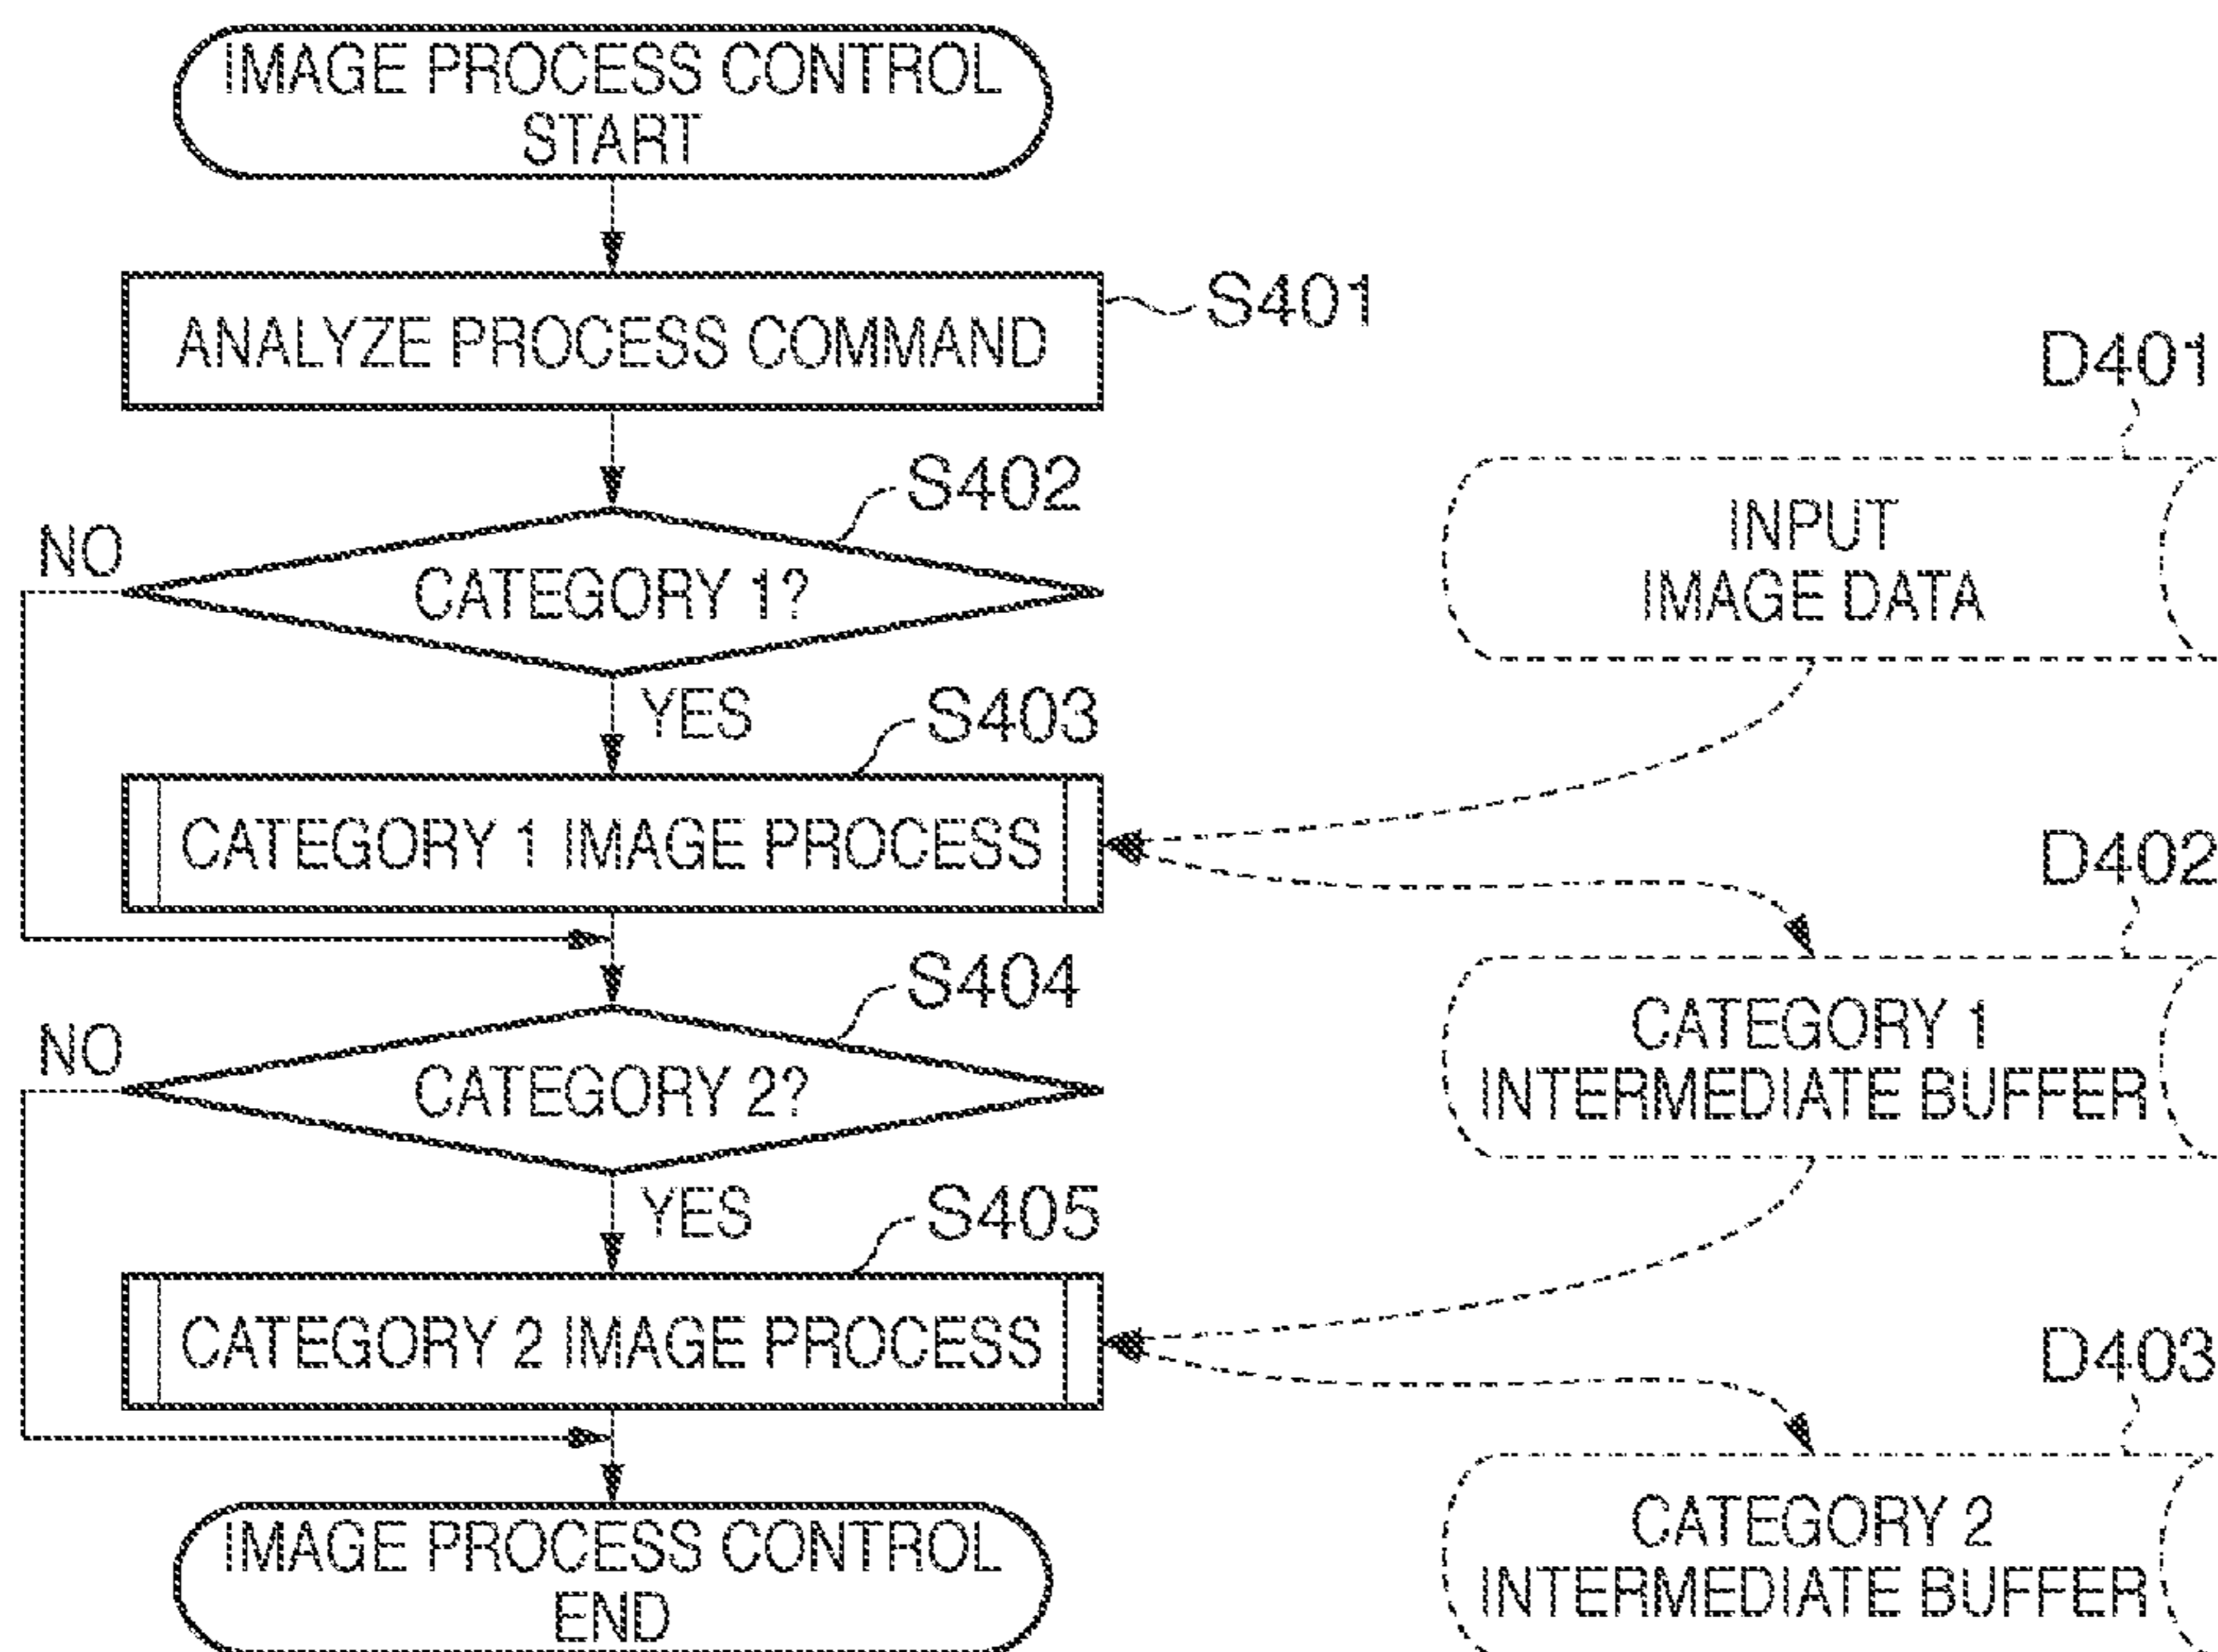 IMAGE PROCESS CONTROL
START
S401
ANALYZE PROCESS COMMAND
D401
S402
NO
CATEGORY 1?
INPUT
IMAGE DATA
YES
S403
CATEGORY 1 IMAGE PROCESS
D402
S404
NO
CATEGORY 2?
CATEGORY 1
INTERMEDIATE BUFFER
YES
S405
CATEGORY 2 IMAGE PROCESS
D403
IMAGE PROCESS CONTROL
END
CATEGORY 2
INTERMEDIATE BUFFER